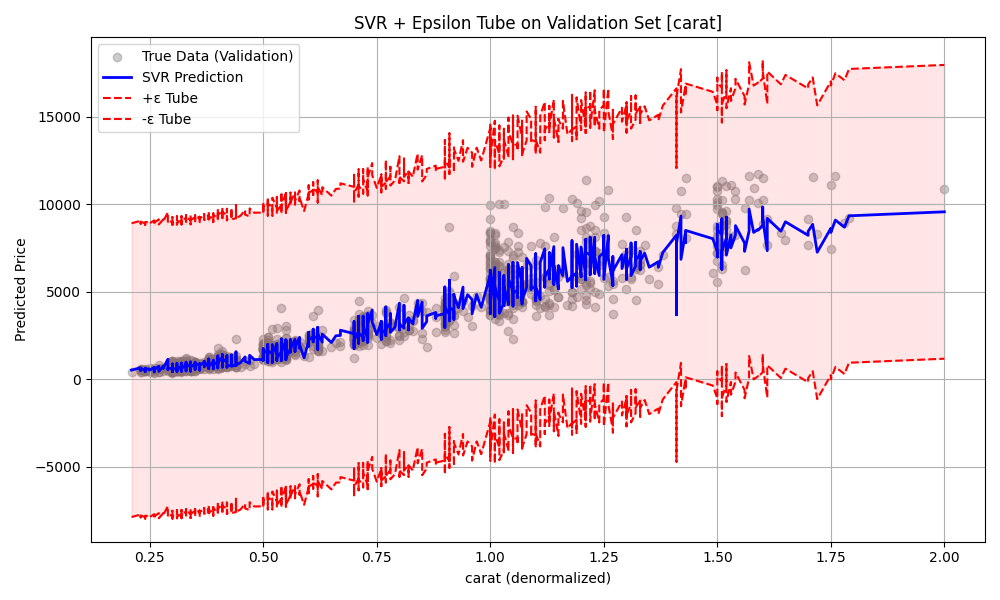 SVR + Epsilon Tube on Validation Set [carat]
True Data (Validation)
SVR Prediction
+ε Tube
-ε Tube
Predicted Price
15000
10000
5000
0
−5000
0.25
0.50
0.75
1.00
1.25
1.50
1.75
2.00
carat (denormalized)